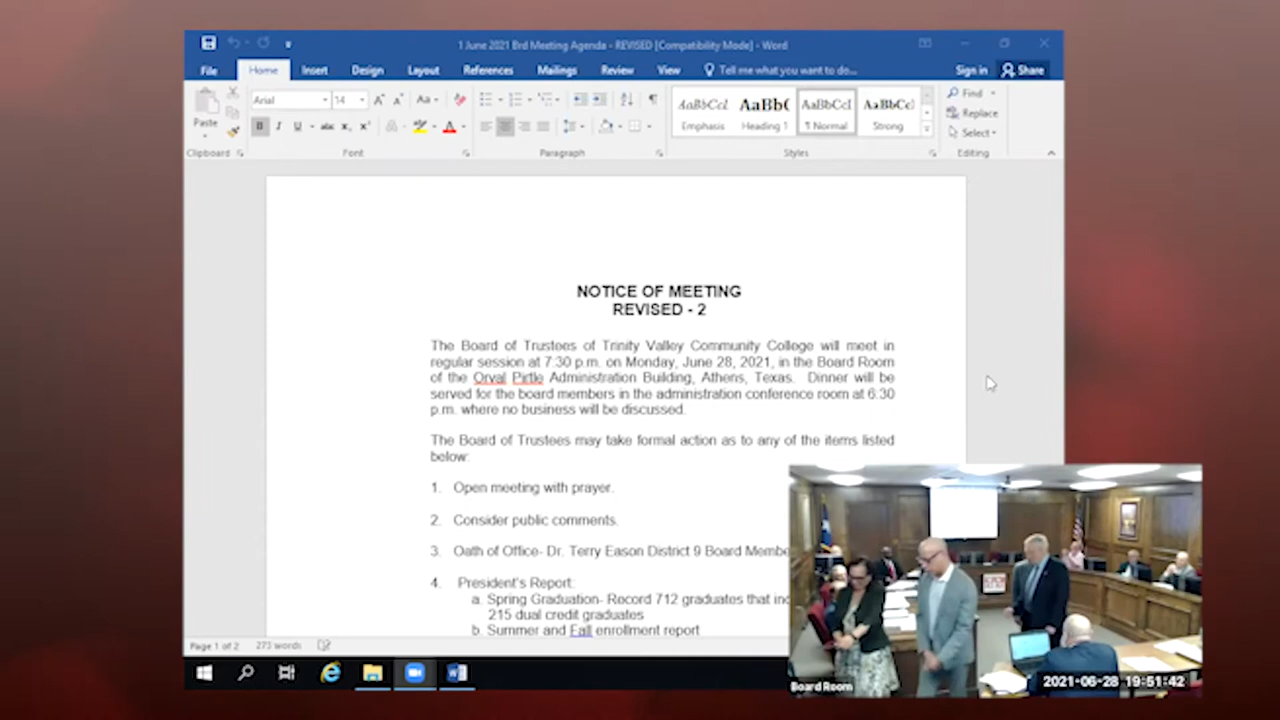 1 June 2021 Brd Meeting Agenda - REVISED [Compatibility Mode] - Word
File Home Insert Design Layout References Mailings Review View Tell me what you want to do... Sign in Share
Paste
Clipboard
Arial 14
Font
Paragraph
AaBbCcI AaBb( AaBbCcI AaBbCc)
Emphasis Heading 1 ¶ Normal Strong
Styles
Find
Replace
Select
Editing
NOTICE OF MEETING
REVISED - 2
The Board of Trustees of Trinity Valley Community College will meet in
regular session at 7:30 p.m. on Monday, June 28, 2021, in the Board Room
of the Orval Pirtle Administration Building, Athens, Texas. Dinner will be
served for the board members in the administration conference room at 6:30
p.m. where no business will be discussed.
The Board of Trustees may take formal action as to any of the items listed
below:
1. Open meeting with prayer.
2. Consider public comments.
3. Oath of Office- Dr. Terry Eason District 9 Board Membe
4. President's Report:
a. Spring Graduation- Record 712 graduates that inc
215 dual credit graduates
b. Summer and Fall enrollment report
Page 1 of 2 273 words
Board Room
2021-06-28 19:51:42